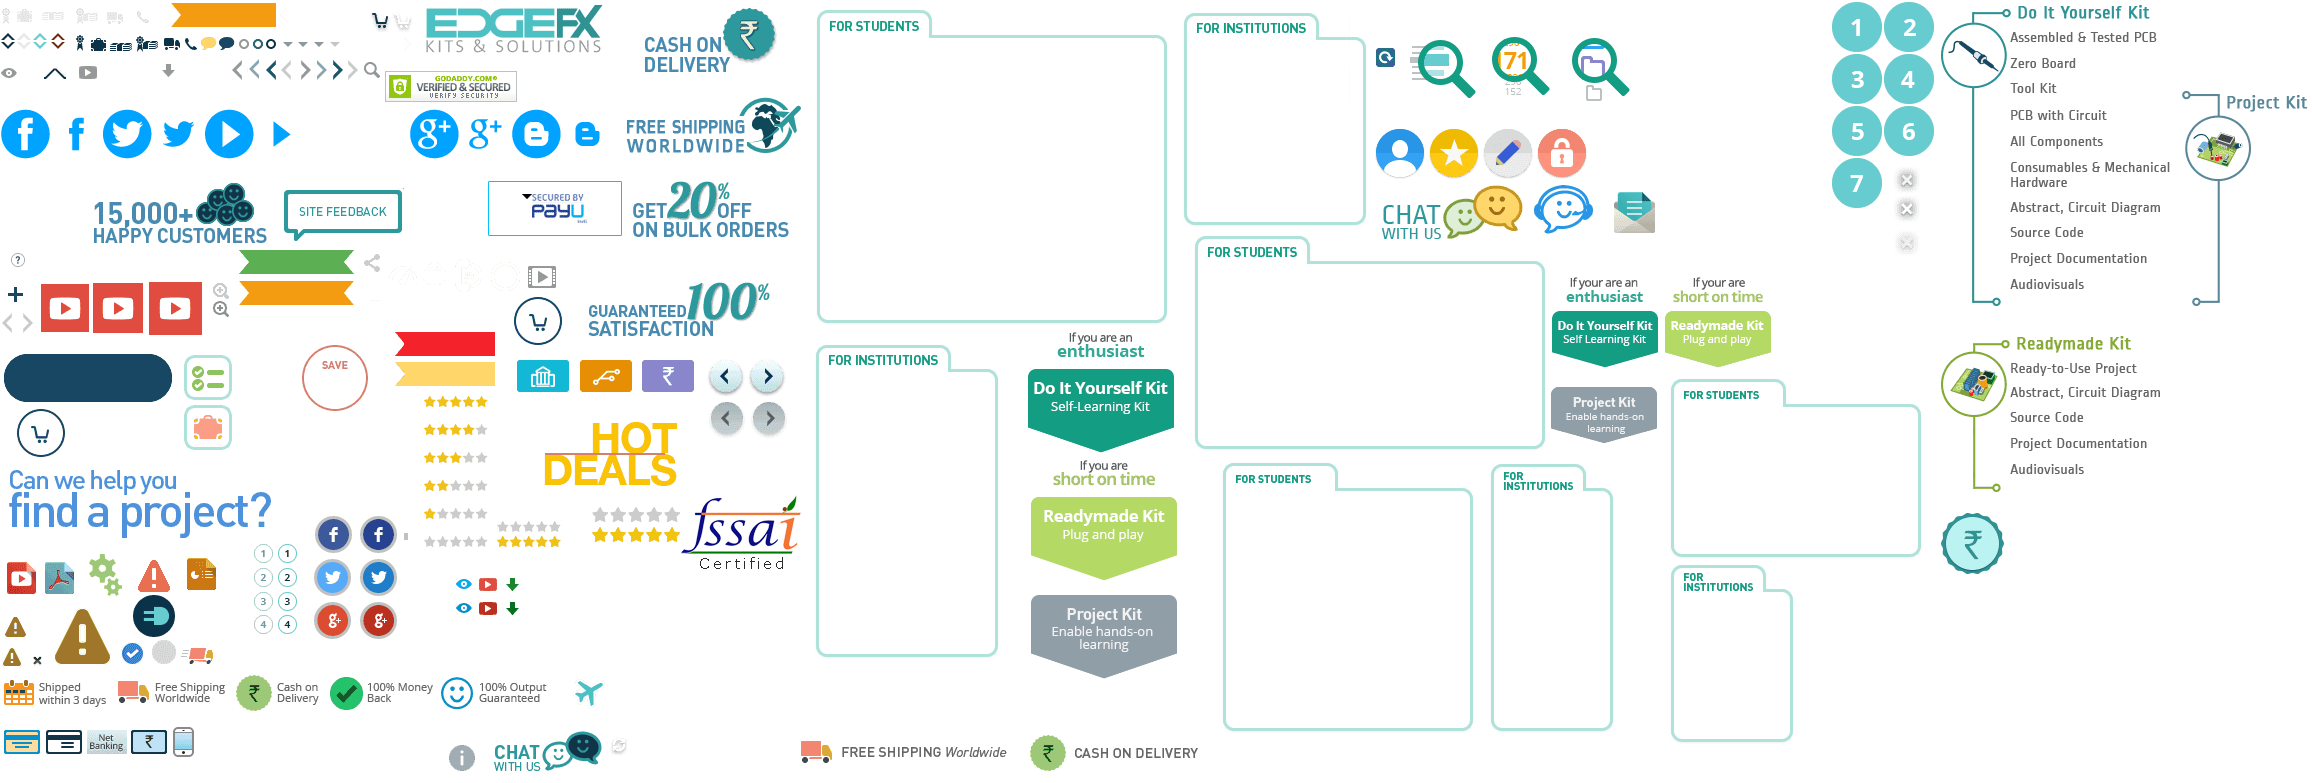 EDGEFX
KITS & SOLUTIONS
CASH ON
DELIVERY
GODADDY.COM®
VERIFIED & SECURED
VERIFY SECURITY
FREE SHIPPING
WORLDWIDE
15,000+
HAPPY CUSTOMERS
SITE FEEDBACK
SECURED BY
PayU
GET 20% OFF
ON BULK ORDERS
GUARANTEED 100%
SATISFACTION
SAVE
HOT
DEALS
Can we help you
find a project?
fssai
Certified
1 1
2 2
3 3
4 4
Shipped
within 3 days
Free Shipping
Worldwide
Cash on
Delivery
100% Money
Back
100% Output
Guaranteed
Net
Banking
CHAT
WITH US
FOR STUDENTS
FOR INSTITUTIONS
If you are an
enthusiast
Do It Yourself Kit
Self-Learning Kit
If you are
short on time
Readymade Kit
Plug and play
Project Kit
Enable hands-on
learning
FREE SHIPPING Worldwide
CASH ON DELIVERY
FOR INSTITUTIONS
71
152
CHAT
WITH US
FOR STUDENTS
If your are an
enthusiast
Do It Yourself Kit
Self Learning Kit
If your are
short on time
Readymade Kit
Plug and play
Project Kit
Enable hands-on
learning
FOR STUDENTS
FOR STUDENTS
FOR
INSTITUTIONS
FOR
INSTITUTIONS
1 2
3 4
5 6
7
Do It Yourself Kit
Assembled & Tested PCB
Zero Board
Tool Kit
PCB with Circuit
All Components
Consumables & Mechanical
Hardware
Abstract, Circuit Diagram
Source Code
Project Documentation
Audiovisuals
Project Kit
Readymade Kit
Ready-to-Use Project
Abstract, Circuit Diagram
Source Code
Project Documentation
Audiovisuals